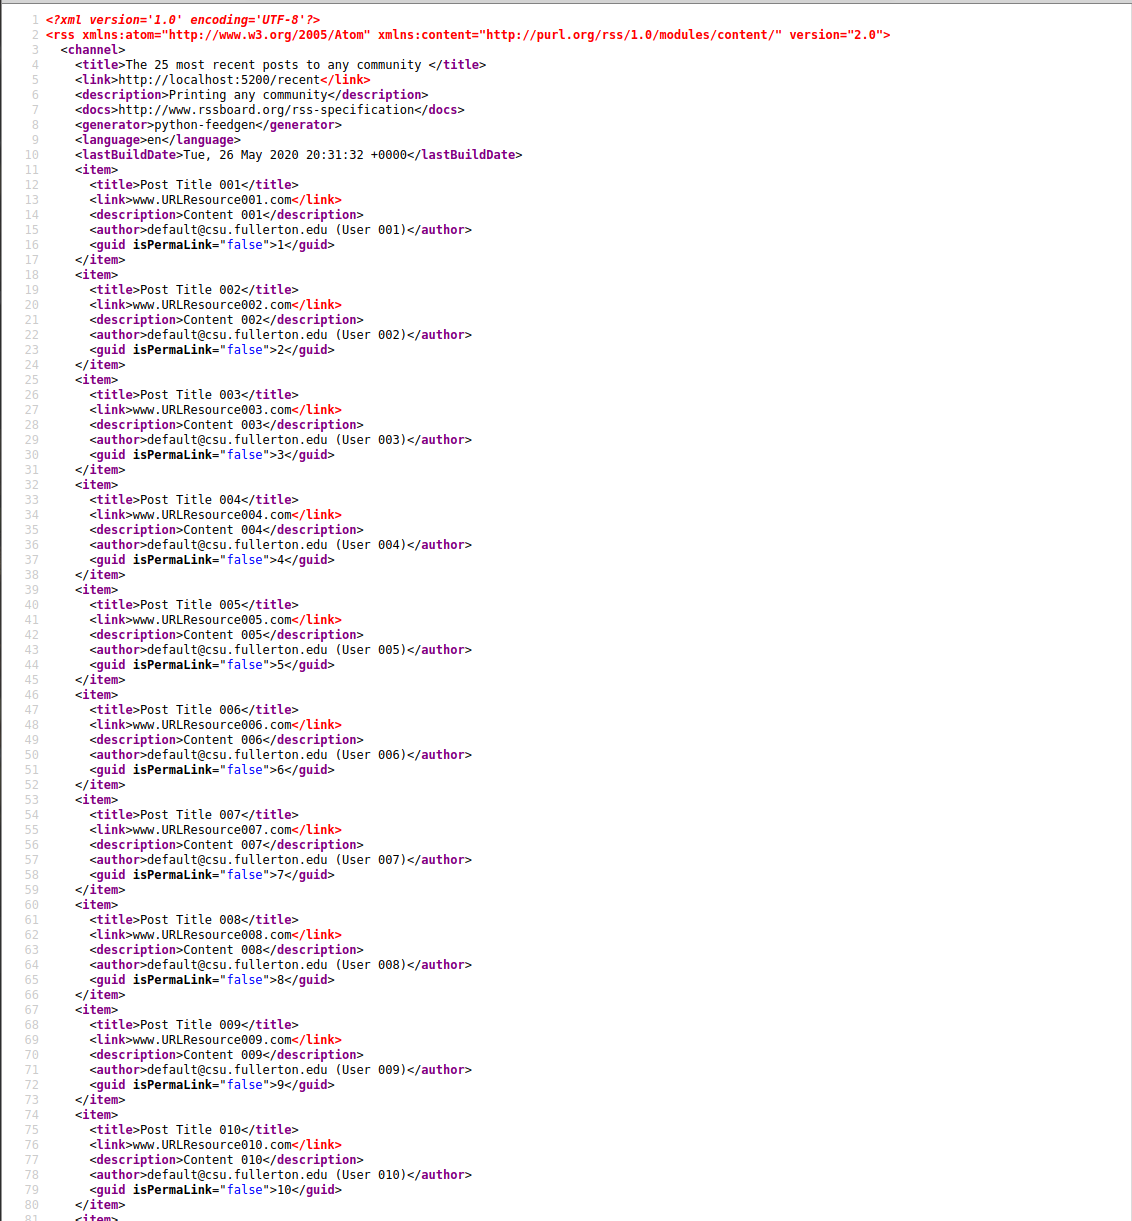 1 <?xml version='1.0' encoding='UTF-8'?>
2 <rss xmlns:atom="http://www.w3.org/2005/Atom" xmlns:content="http://purl.org/rss/1.0/modules/content/" version="2.0">
3 <channel>
4 <title>The 25 most recent posts to any community </title>
5 <link>http://localhost:5200/recent</link>
6 <description>Printing any community</description>
7 <docs>http://www.rssboard.org/rss-specification</docs>
8 <generator>python-feedgen</generator>
9 <language>en</language>
10 <lastBuildDate>Tue, 26 May 2020 20:31:32 +0000</lastBuildDate>
11 <item>
12 <title>Post Title 001</title>
13 <link>www.URLResource001.com</link>
14 <description>Content 001</description>
15 <author>default@csu.fullerton.edu (User 001)</author>
16 <guid isPermaLink="false">1</guid>
17 </item>
18 <item>
19 <title>Post Title 002</title>
20 <link>www.URLResource002.com</link>
21 <description>Content 002</description>
22 <author>default@csu.fullerton.edu (User 002)</author>
23 <guid isPermaLink="false">2</guid>
24 </item>
25 <item>
26 <title>Post Title 003</title>
27 <link>www.URLResource003.com</link>
28 <description>Content 003</description>
29 <author>default@csu.fullerton.edu (User 003)</author>
30 <guid isPermaLink="false">3</guid>
31 </item>
32 <item>
33 <title>Post Title 004</title>
34 <link>www.URLResource004.com</link>
35 <description>Content 004</description>
36 <author>default@csu.fullerton.edu (User 004)</author>
37 <guid isPermaLink="false">4</guid>
38 </item>
39 <item>
40 <title>Post Title 005</title>
41 <link>www.URLResource005.com</link>
42 <description>Content 005</description>
43 <author>default@csu.fullerton.edu (User 005)</author>
44 <guid isPermaLink="false">5</guid>
45 </item>
46 <item>
47 <title>Post Title 006</title>
48 <link>www.URLResource006.com</link>
49 <description>Content 006</description>
50 <author>default@csu.fullerton.edu (User 006)</author>
51 <guid isPermaLink="false">6</guid>
52 </item>
53 <item>
54 <title>Post Title 007</title>
55 <link>www.URLResource007.com</link>
56 <description>Content 007</description>
57 <author>default@csu.fullerton.edu (User 007)</author>
58 <guid isPermaLink="false">7</guid>
59 </item>
60 <item>
61 <title>Post Title 008</title>
62 <link>www.URLResource008.com</link>
63 <description>Content 008</description>
64 <author>default@csu.fullerton.edu (User 008)</author>
65 <guid isPermaLink="false">8</guid>
66 </item>
67 <item>
68 <title>Post Title 009</title>
69 <link>www.URLResource009.com</link>
70 <description>Content 009</description>
71 <author>default@csu.fullerton.edu (User 009)</author>
72 <guid isPermaLink="false">9</guid>
73 </item>
74 <item>
75 <title>Post Title 010</title>
76 <link>www.URLResource010.com</link>
77 <description>Content 010</description>
78 <author>default@csu.fullerton.edu (User 010)</author>
79 <guid isPermaLink="false">10</guid>
80 </item>
81 <item>